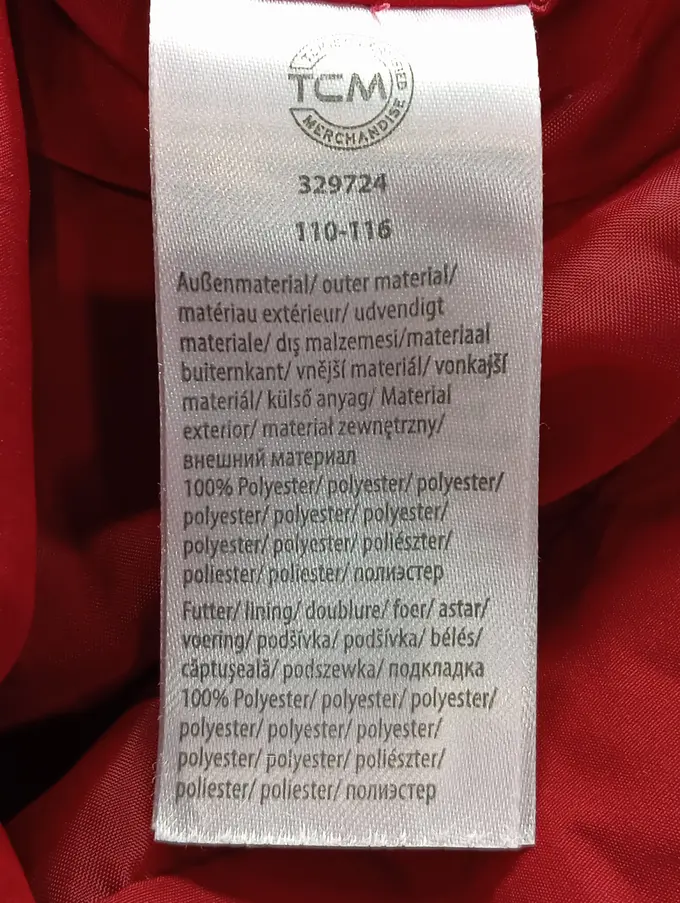 TCM
MERCHANDISE
329724
110-116
Außenmaterial/ outer material/
matériau extérieur/ udvendigt
materiale/ dış malzemesi/materiaal
buiternkant/ vnější materiál/ vonkajší
materiál/ külső anyag/ Material
exterior/ materiał zewnętrzny/
внешний материал
100% Polyester/ polyester/ polyester/
polyester/ polyester/ polyester/
polyester/ polyester/ poliészter/
poliester/ poliester/ полиэстер
Futter/ lining/ doublure/ foer/ astar/
voering/ podšívka/ podšívka/ bélés/
căptuşeală/ podszewka/ подкладка
100% Polyester/ polyester/ polyester/
polyester/ polyester/ polyester/
polyester/ polyester/ poliészter/
poliester/ poliester/ полиэстер